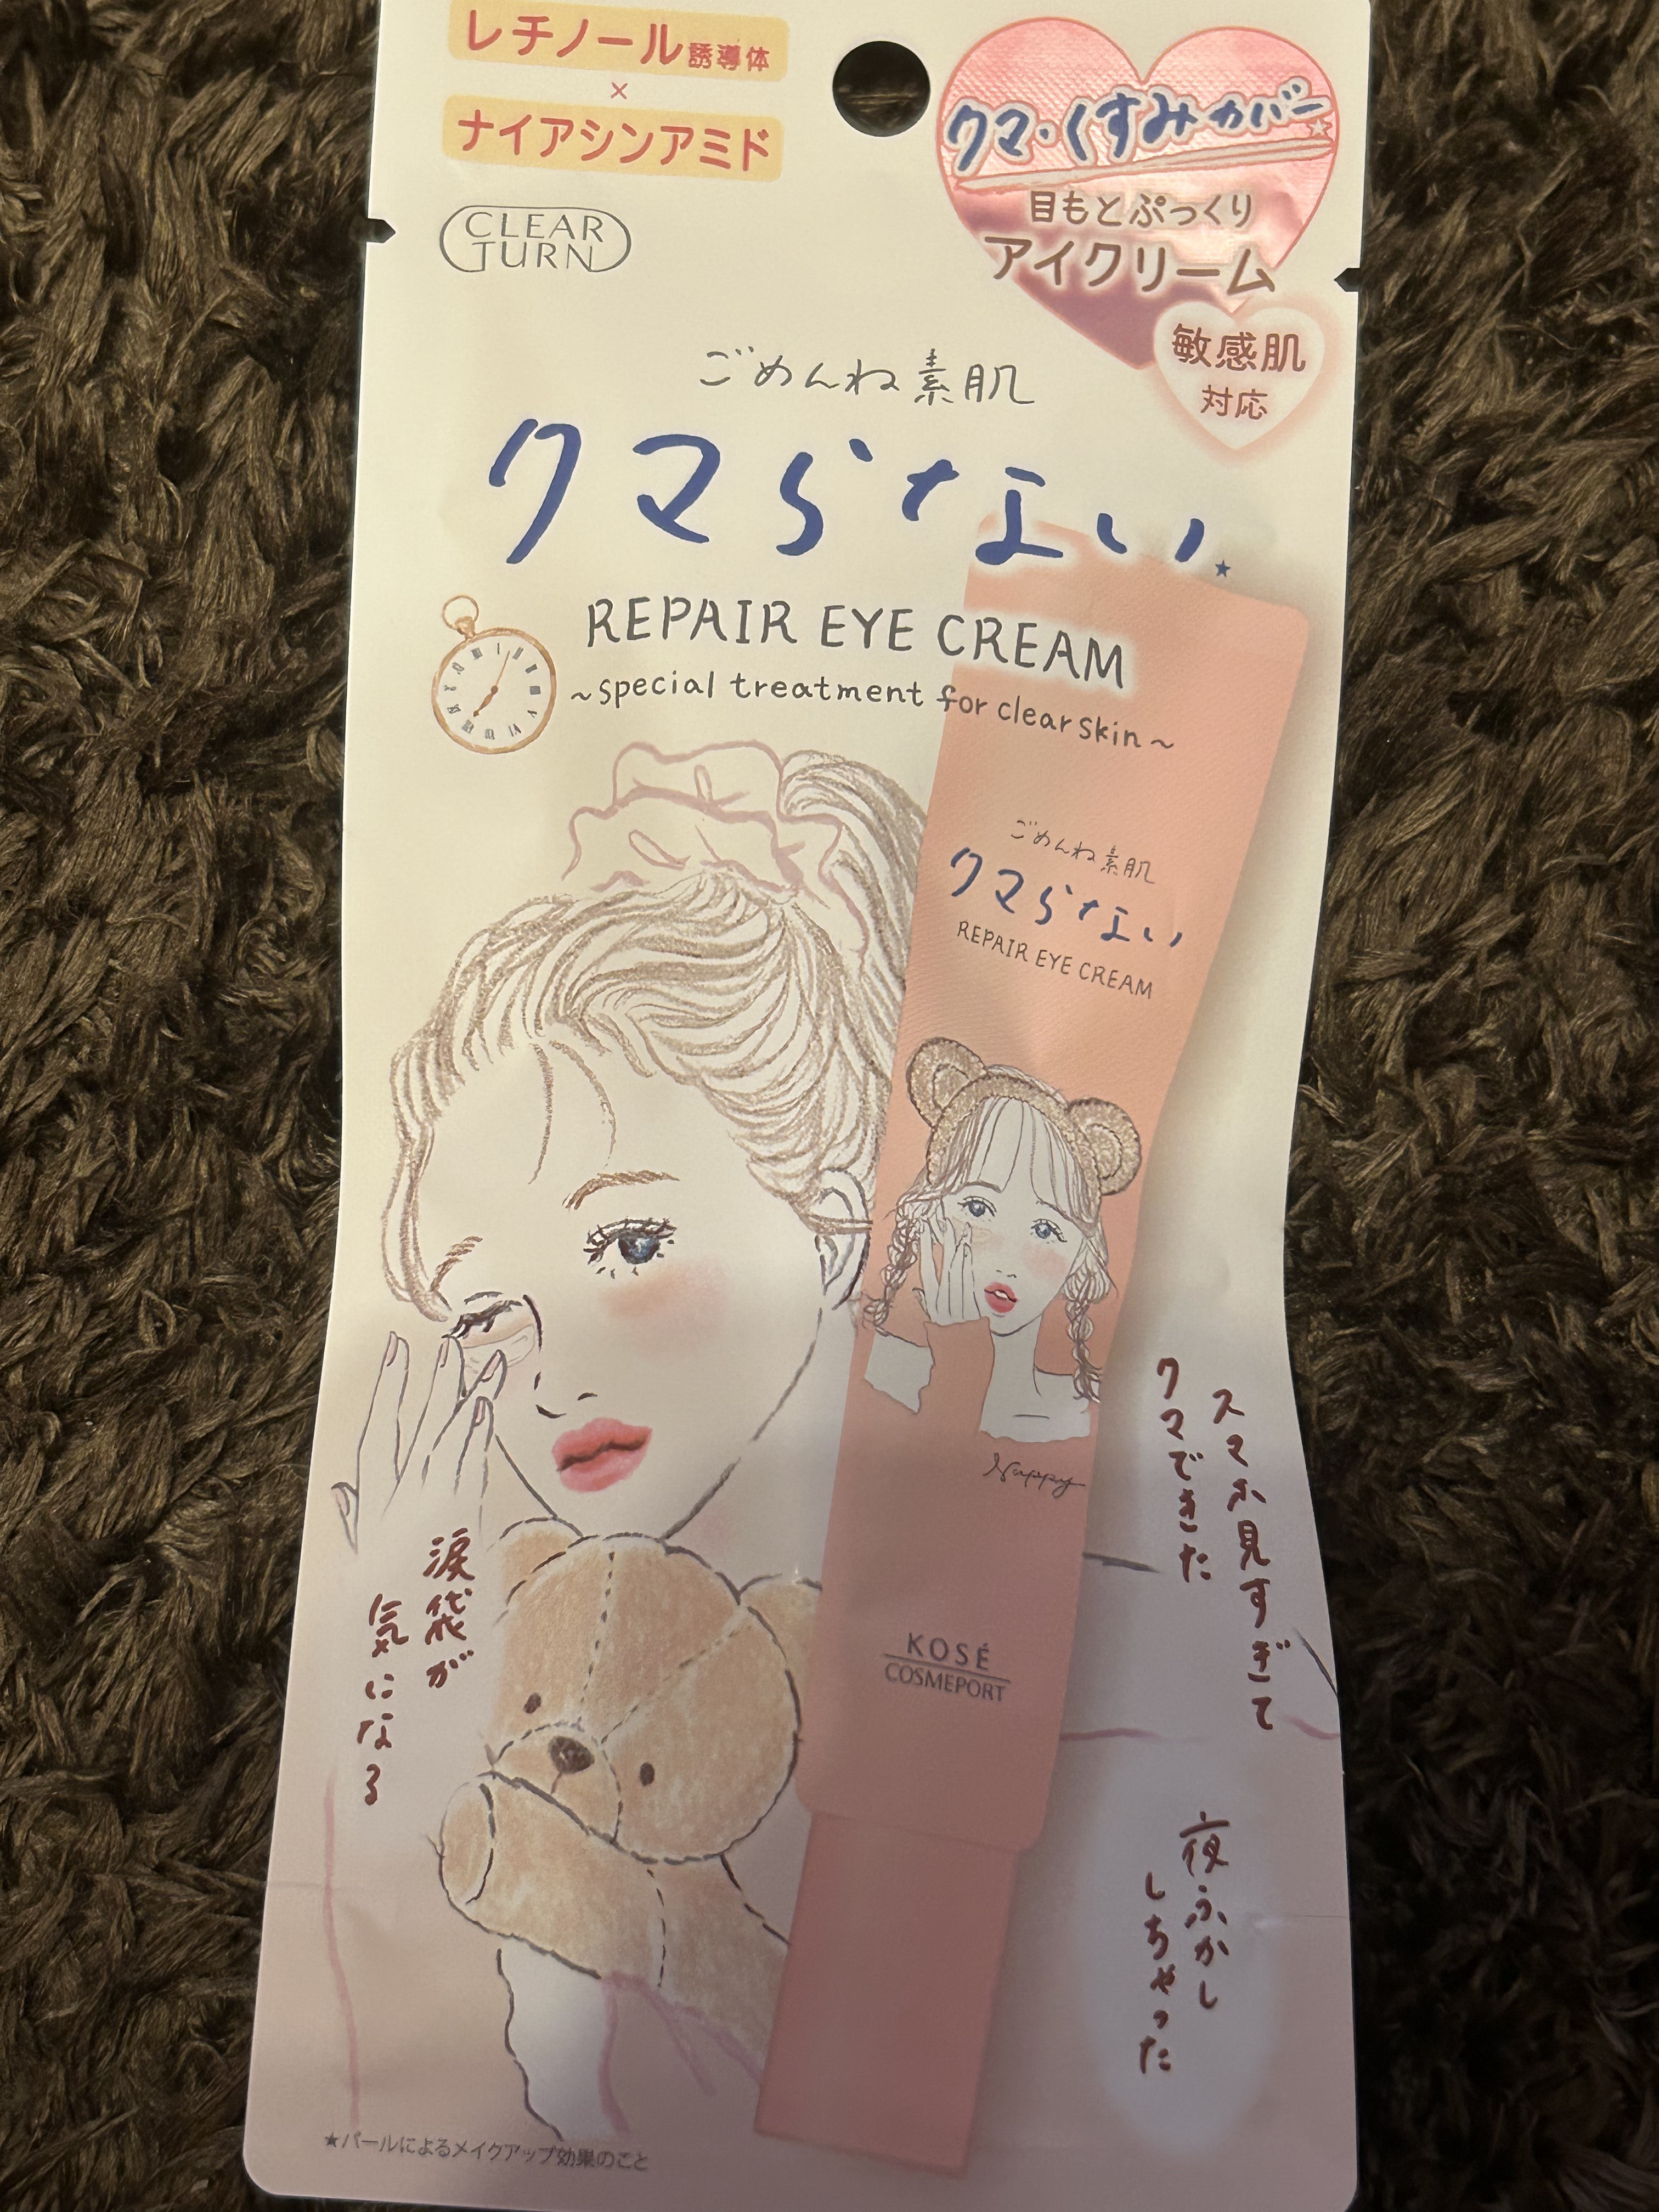 レチノール誘導体
×
ナイアシンアミド
クマ・くすみカバー★
目もとぷっくり
アイクリーム
敏感肌
対応
CLEAR
TURN
ごめんね素肌
クマらない★
REPAIR EYE CREAM
~special treatment for clear skin~
ごめんね素肌
クマらない
REPAIR EYE CREAM
Nappy
KOSÉ
COSMEPORT
スマホ見すぎて
クマできた
涙袋が
気になる
夜ふかし
しちゃった
★パールによるメイクアップ効果のこと